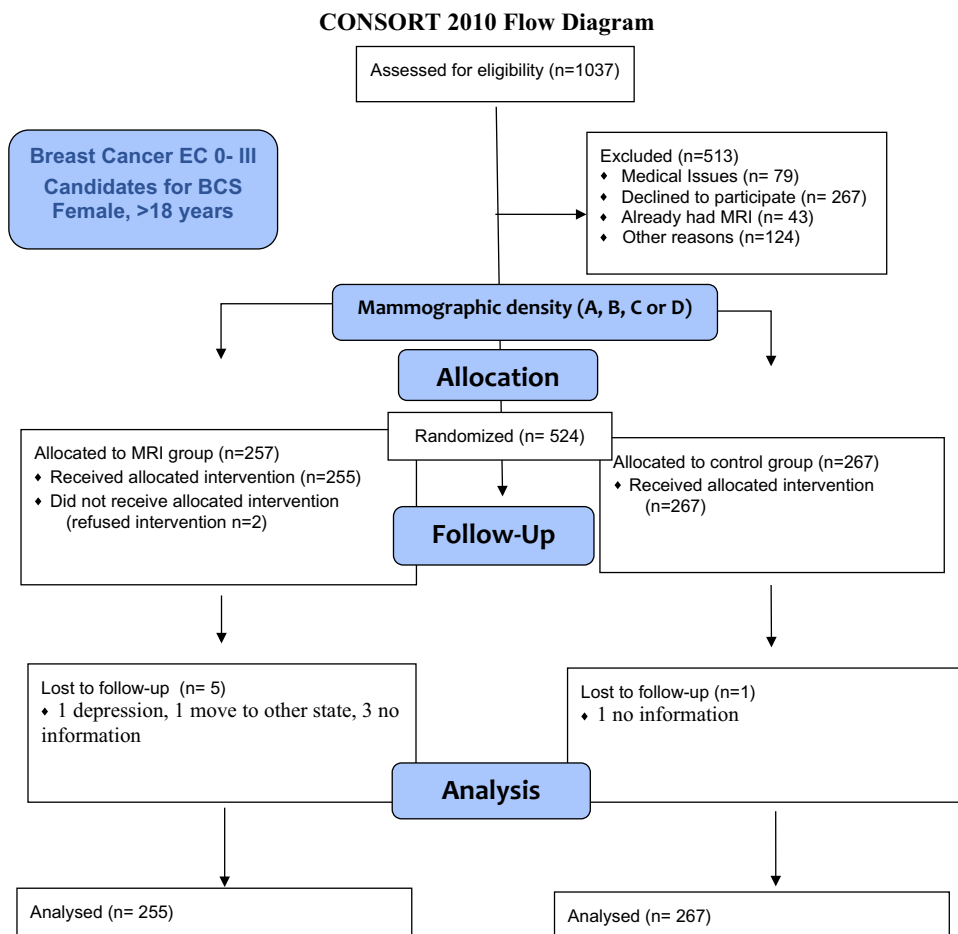 CONSORT 2010 Flow Diagram
Assessed for eligibility (n=1037)
Breast Cancer EC 0- III
Candidates for BCS
Female, >18 years
Excluded (n=513)
♦ Medical Issues (n= 79)
♦ Declined to participate (n= 267)
♦ Already had MRI (n= 43)
♦ Other reasons (n=124)
Mammographic density (A, B, C or D)
Allocation
Randomized (n= 524)
Allocated to MRI group (n=257)
♦ Received allocated intervention (n=255)
♦ Did not receive allocated intervention
(refused intervention n=2)
Allocated to control group (n=267)
♦ Received allocated intervention
(n=267)
Follow-Up
Lost to follow-up (n= 5)
♦ 1 depression, 1 move to other state, 3 no
information
Lost to follow-up (n=1)
♦ 1 no information
Analysis
Analysed (n= 255)
Analysed (n= 267)